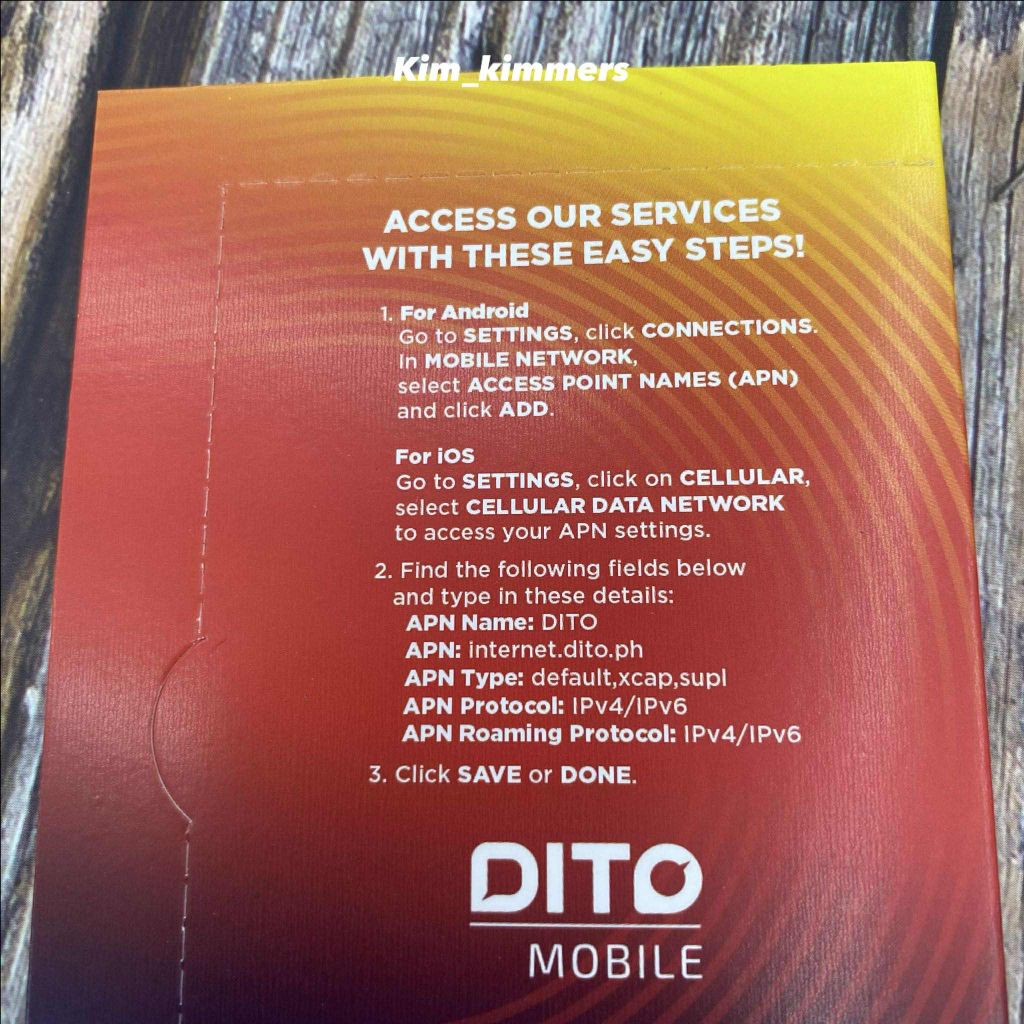 Kim_kimmers
ACCESS OUR SERVICES
WITH THESE EASY STEPS!
1. For Android
Go to SETTINGS, click CONNECTIONS.
In MOBILE NETWORK,
select ACCESS POINT NAMES (APN)
and click ADD.
For iOS
Go to SETTINGS, click on CELLULAR,
select CELLULAR DATA NETWORK
to access your APN settings.
2. Find the following fields below
and type in these details:
APN Name: DITO
APN: internet.dito.ph
APN Type: default,xcap,supl
APN Protocol: IPv4/IPv6
APN Roaming Protocol: IPv4/IPv6
3. Click SAVE or DONE.
DITO
MOBILE